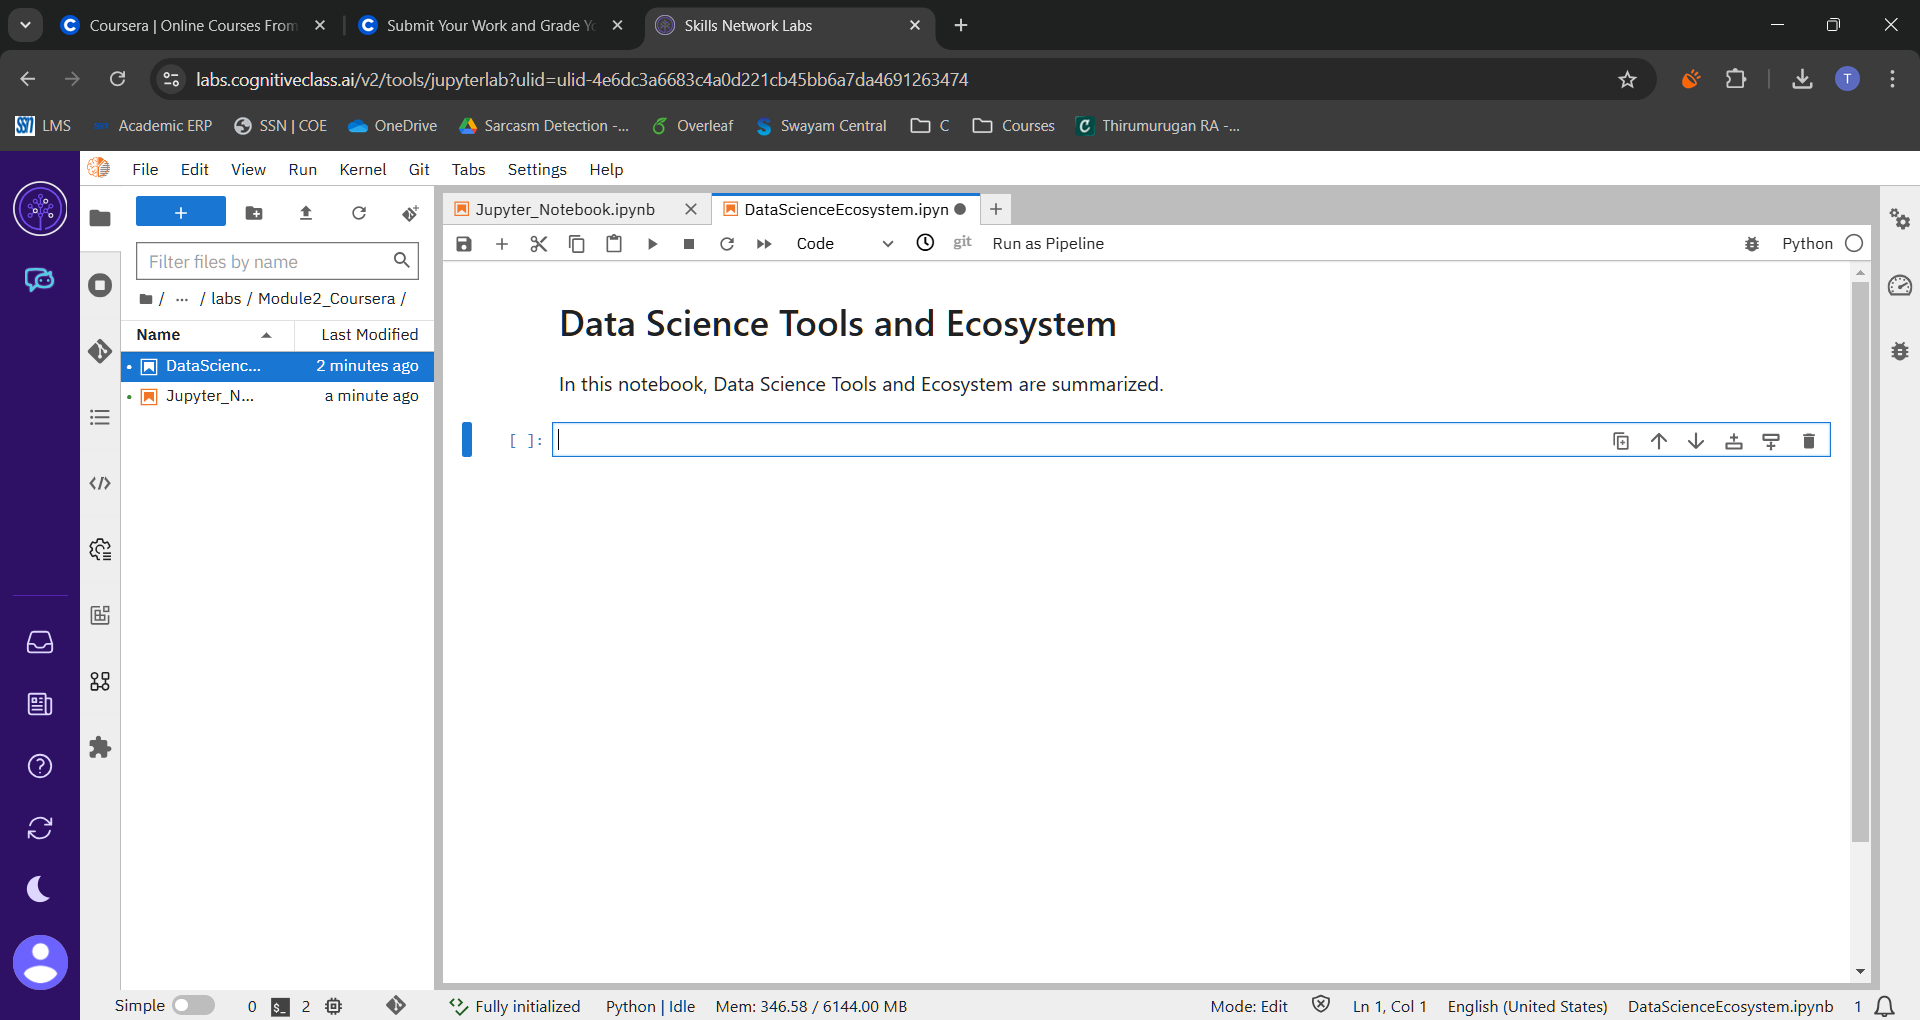 Coursera | Online Courses From
Submit Your Work and Grade Yo
Skills Network Labs
labs.cognitiveclass.ai/v2/tools/jupyterlab?ulid=ulid-4e6dc3a6683c4a0d221cb45bb6a7da4691263474
T
LMS
Academic ERP
SSN | COE
OneDrive
Sarcasm Detection -...
Overleaf
Swayam Central
C
Courses
Thirumurugan RA -...
File Edit View Run Kernel Git Tabs Settings Help
+
Jupyter_Notebook.ipynb
DataScienceEcosystem.ipyn
Filter files by name
Code
git
Run as Pipeline
Python
/ ... / labs / Module2_Coursera /
Name Last Modified
DataScienc... 2 minutes ago
Jupyter_N... a minute ago
Data Science Tools and Ecosystem
In this notebook, Data Science Tools and Ecosystem are summarized.
[ ]:
Simple 0 $_ 2 Fully initialized Python | Idle Mem: 346.58 / 6144.00 MB Mode: Edit Ln 1, Col 1 English (United States) DataScienceEcosystem.ipynb 1